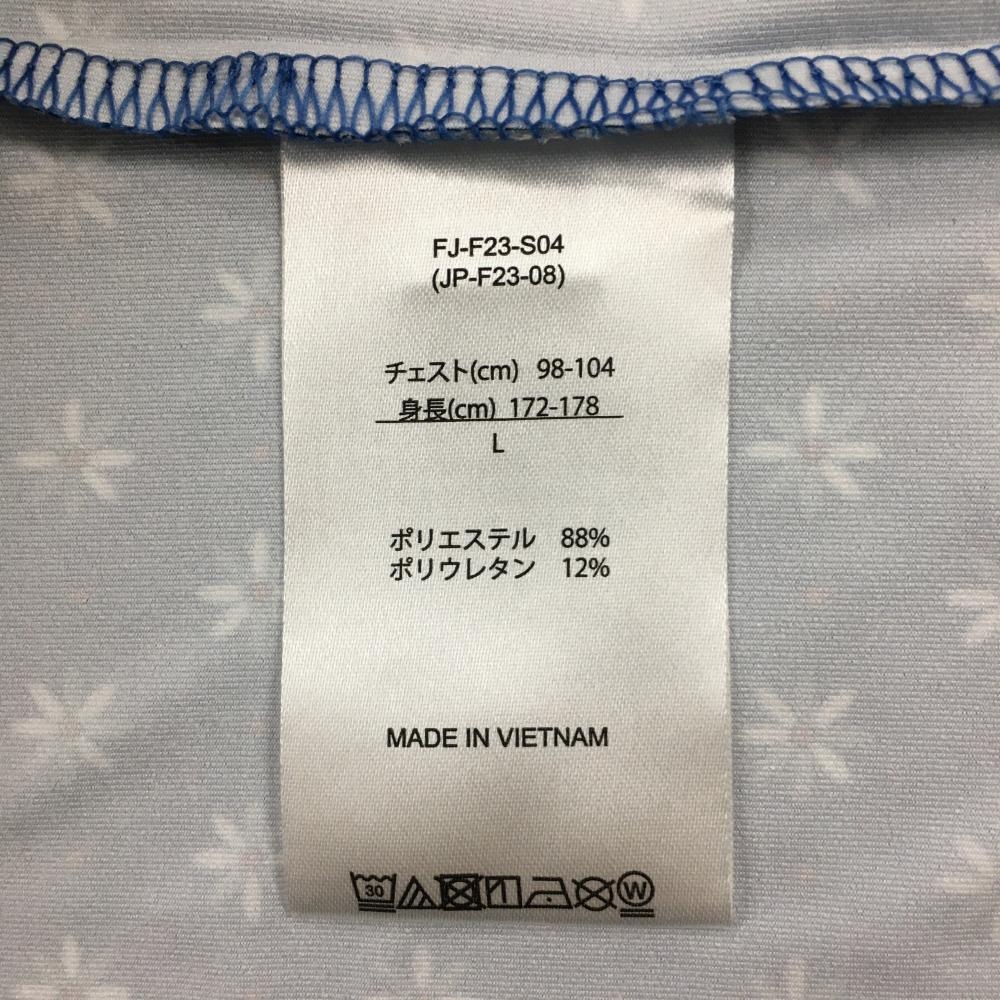 FJ-F23-S04
(JP-F23-08)
チェスト(cm) 98-104
身長(cm) 172-178
L
ポリエステル 88%
ポリウレタン 12%
MADE IN VIETNAM
30
W